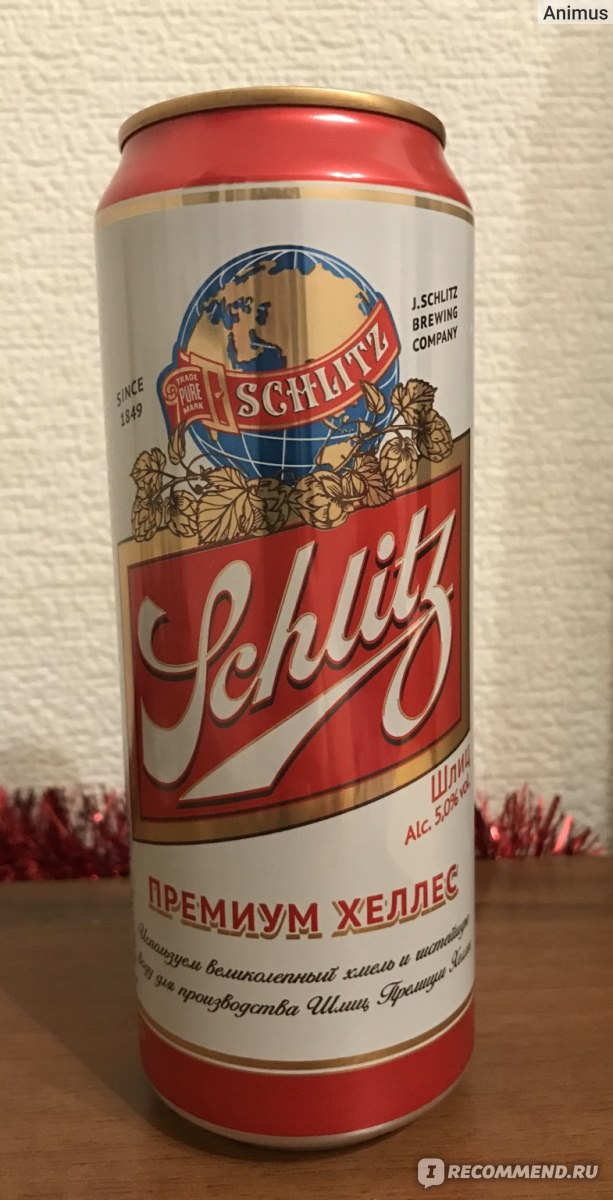 Animus
J.SCHLITZ
BREWING
COMPANY
SINCE
1849
TRADE
PURE
MARK
SCHLITZ
Schlitz
Шлиц
Alc. 5,0% vol.
ПРЕМИУМ ХЕЛЛЕС
Используем великолепный хмель и чистейшую
воду для производства Шлиц Премиум Хеллес
I RECOMMEND.RU